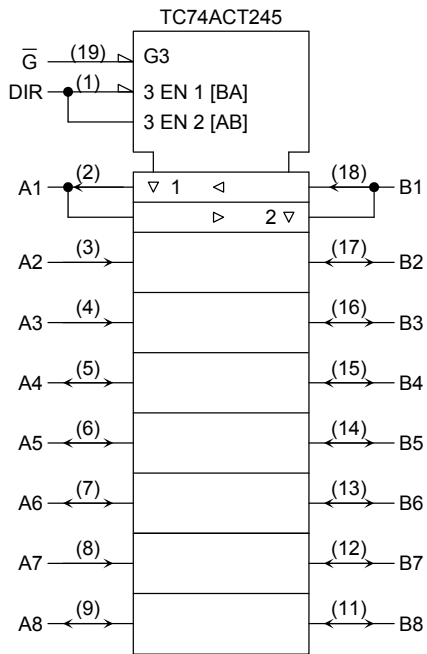 TC74ACT245
G (19) G3
DIR (1) 3 EN 1 [BA]
3 EN 2 [AB]
A1 (2) 1 (18) B1
2
A2 (3) (17) B2
A3 (4) (16) B3
A4 (5) (15) B4
A5 (6) (14) B5
A6 (7) (13) B6
A7 (8) (12) B7
A8 (9) (11) B8